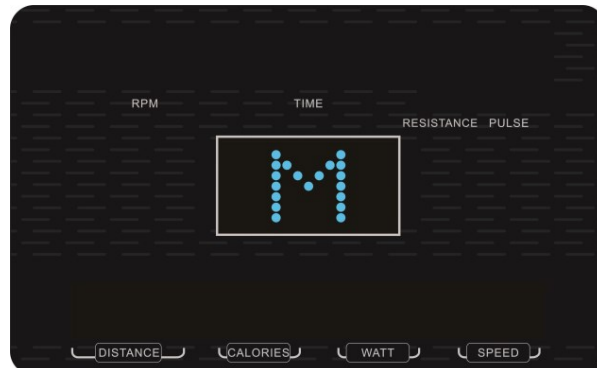 RPM TIME
RESISTANCE PULSE
M
DISTANCE CALORIES WATT SPEED